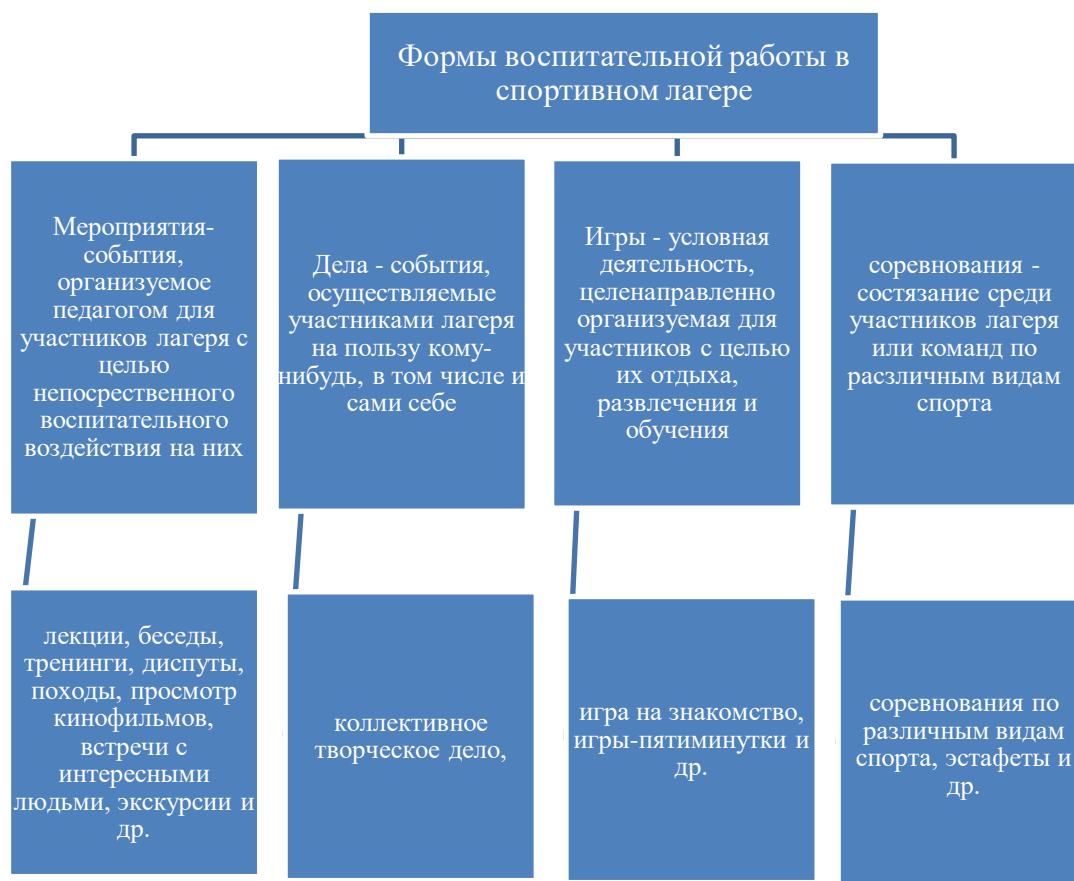 Формы воспитательной работы в
спортивном лагере
Мероприятия-
события,
организуемое
педагогом для
участников лагеря с
целью
непосрественного
воспитательного
воздействия на них
Дела - события,
осуществляемые
участниками лагеря
на пользу кому-
нибудь, в том числе и
сами себе
Игры - условная
деятельность,
целенаправленно
организуемая для
участников с целью
их отдыха,
развлечения и
обучения
соревнования -
состязание среди
участников лагеря
или команд по
расзличным видам
спорта
лекции, беседы,
тренинги, диспуты,
походы, просмотр
кинофильмов,
встречи с
интересными
людьми, экскурсии и
др.
коллективное
творческое дело,
игра на знакомство,
игры-пятиминутки и
др.
соревнования по
различным видам
спорта, эстафеты и
др.